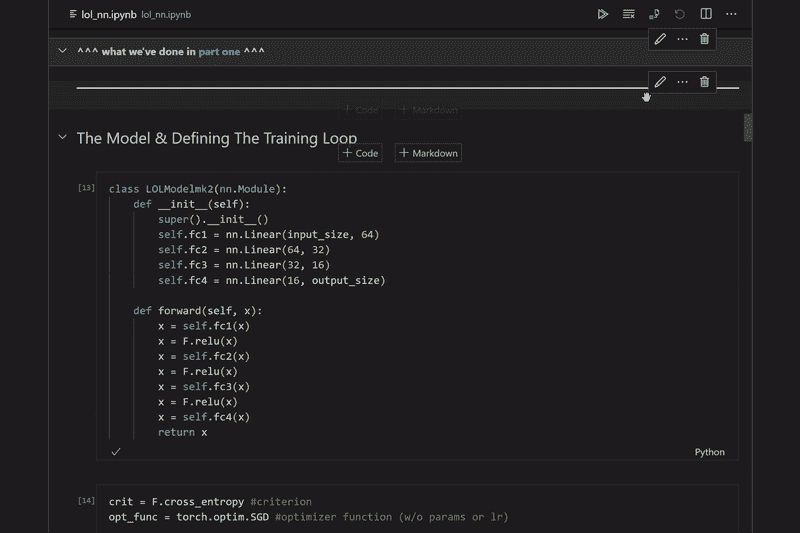 lol_nn.ipynb lol_nn.ipynb
^^^ what we've done in part one ^^^
+ Code + Markdown
The Model & Defining The Training Loop
+ Code + Markdown
[13] class LOLModelmk2(nn.Module):
    def __init__(self):
        super().__init__()
        self.fc1 = nn.Linear(input_size, 64)
        self.fc2 = nn.Linear(64, 32)
        self.fc3 = nn.Linear(32, 16)
        self.fc4 = nn.Linear(16, output_size)
    def forward(self, x):
        x = self.fc1(x)
        x = F.relu(x)
        x = self.fc2(x)
        x = F.relu(x)
        x = self.fc3(x)
        x = F.relu(x)
        x = self.fc4(x)
        return x
Python
[14] crit = F.cross_entropy #criterion
opt_func = torch.optim.SGD #optimizer function (w/o params or lr)